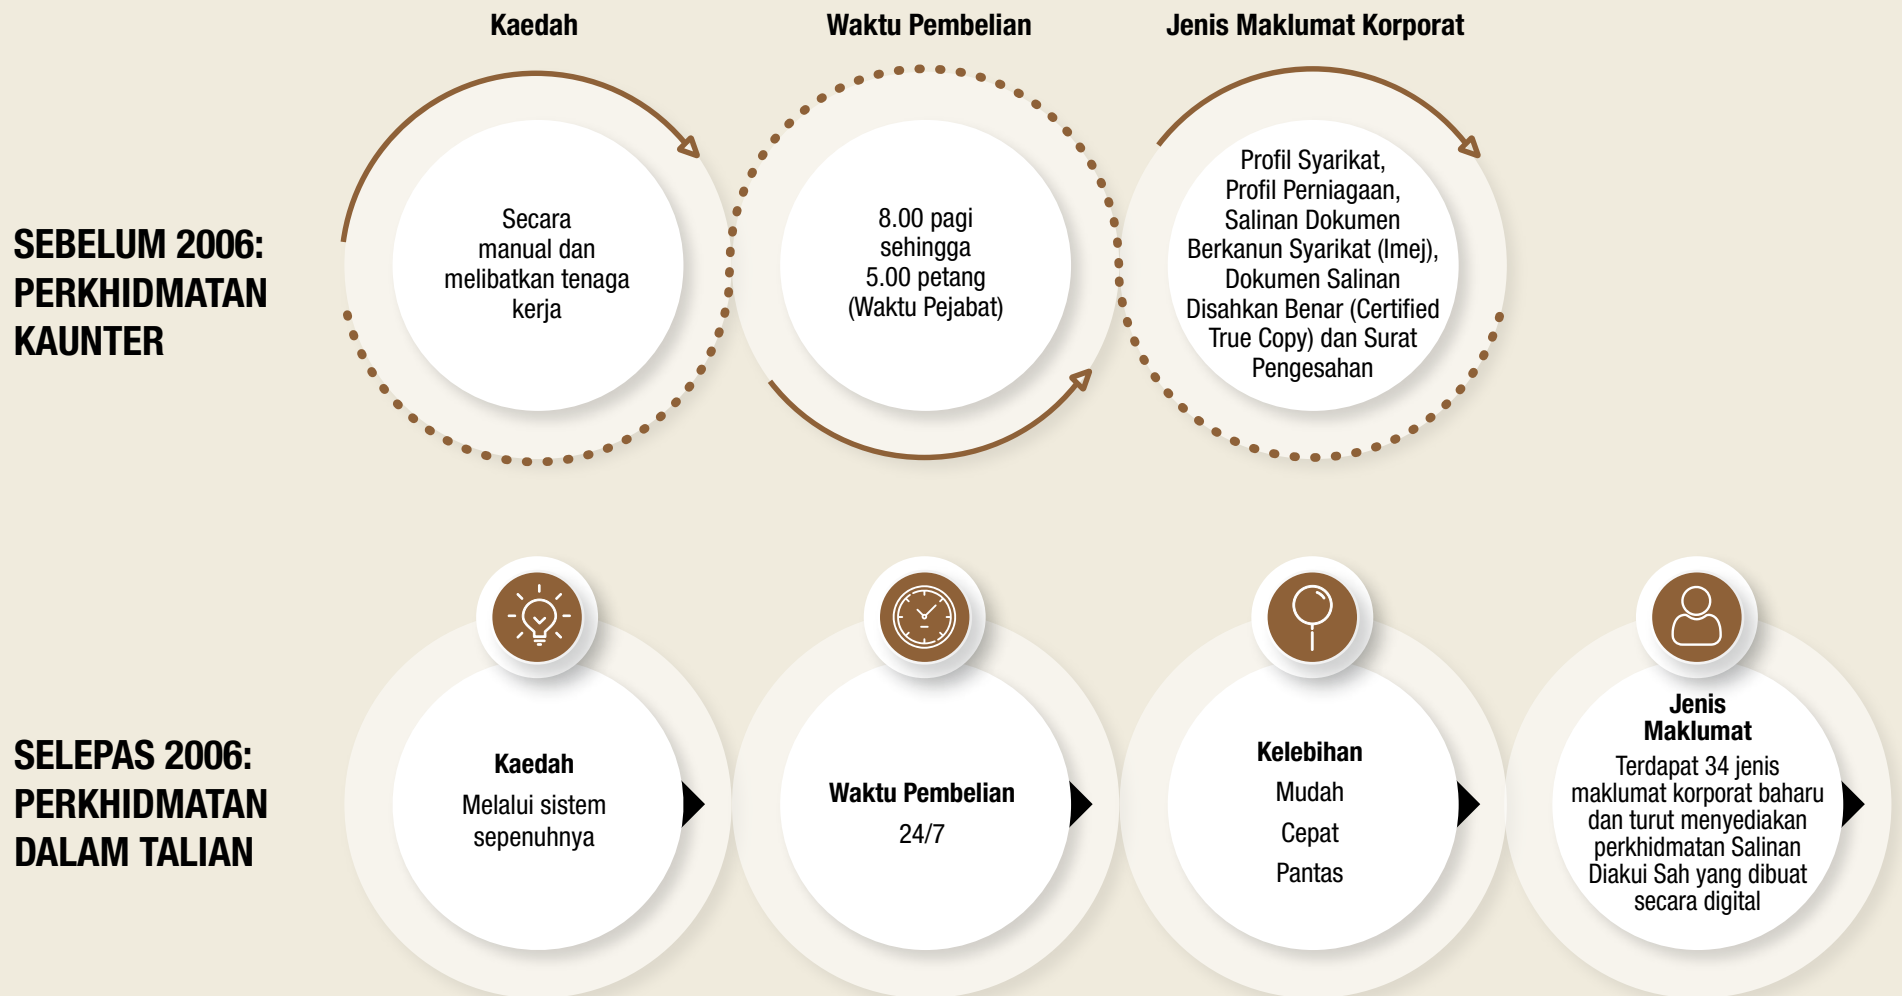 Kaedah
Waktu Pembelian
Jenis Maklumat Korporat
SEBELUM 2006:
PERKHIDMATAN
KAUNTER
Secara
manual dan
melibatkan tenaga
kerja
8.00 pagi
sehingga
5.00 petang
(Waktu Pejabat)
Profil Syarikat,
Profil Perniagaan,
Salinan Dokumen
Berkanun Syarikat (Imej),
Dokumen Salinan
Disahkan Benar (Certified
True Copy) dan Surat
Pengesahan
SELEPAS 2006:
PERKHIDMATAN
DALAM TALIAN
Kaedah
Melalui sistem
sepenuhnya
Waktu Pembelian
24/7
Kelebihan
Mudah
Cepat
Pantas
Jenis
Maklumat
Terdapat 34 jenis
maklumat korporat baharu
dan turut menyediakan
perkhidmatan Salinan
Diakui Sah yang dibuat
secara digital